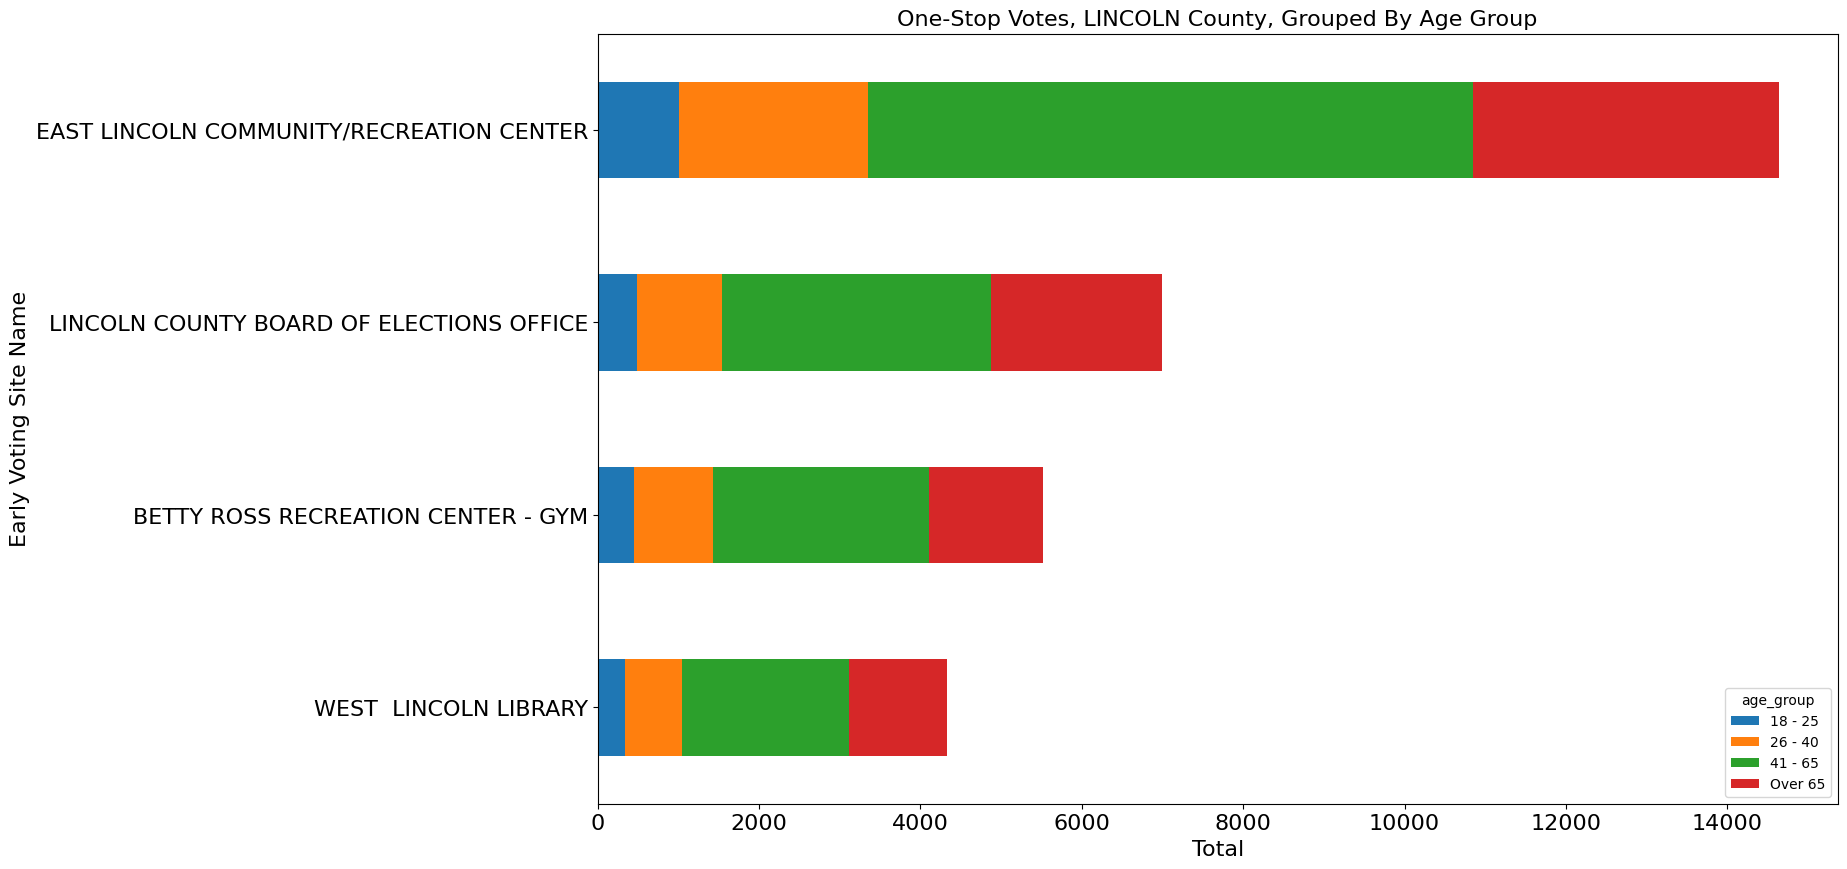 One-Stop Votes, LINCOLN County, Grouped By Age Group
Early Voting Site Name
EAST LINCOLN COMMUNITY/RECREATION CENTER
LINCOLN COUNTY BOARD OF ELECTIONS OFFICE
BETTY ROSS RECREATION CENTER - GYM
WEST  LINCOLN LIBRARY
age_group
18 - 25
26 - 40
41 - 65
Over 65
0 2000 4000 6000 8000 10000 12000 14000
Total